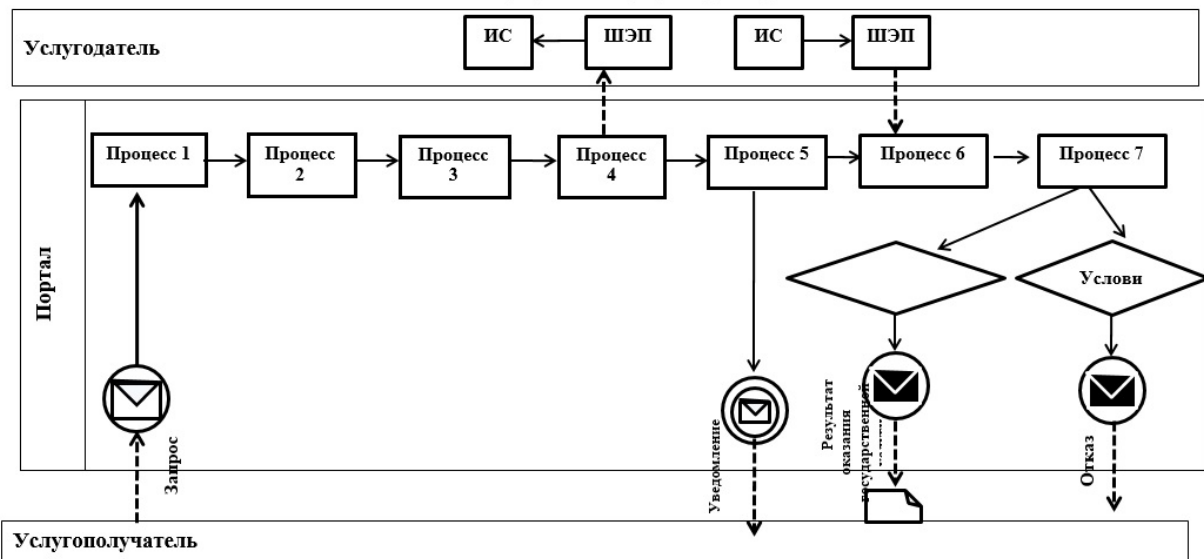 ИС
ШЭП
ИС
ШЭП
Услугодатель
Процесс 1
Процесс
2
Процесс
3
Процесс
4
Процесс 5
Процесс 6
Процесс 7
Портал
Услови
Запрос
Уведомление
Результат
оказания
государственной
Отказ
Услугополучатель